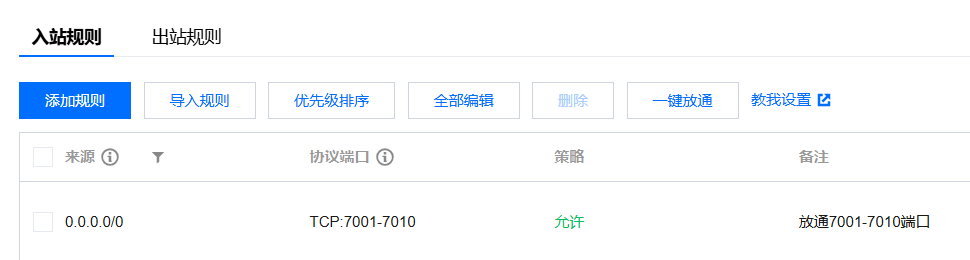 入站规则 出站规则
添加规则 导入规则 优先级排序 全部编辑 删除 一键放通 教我设置
来源 协议端口 策略 备注
0.0.0.0/0 TCP:7001-7010 允许 放通7001-7010端口